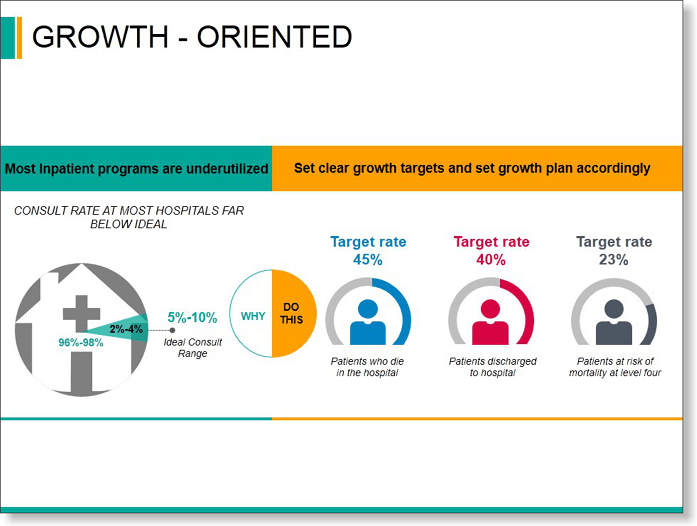 GROWTH - ORIENTED
Most Inpatient programs are underutilized
Set clear growth targets and set growth plan accordingly
CONSULT RATE AT MOST HOSPITALS FAR
BELOW IDEAL
96%-98%
2%-4%
5%-10%
Ideal Consult
Range
WHY
DO
THIS
Target rate
45%
Patients who die
in the hospital
Target rate
40%
Patients discharged
to hospital
Target rate
23%
Patients at risk of
mortality at level four